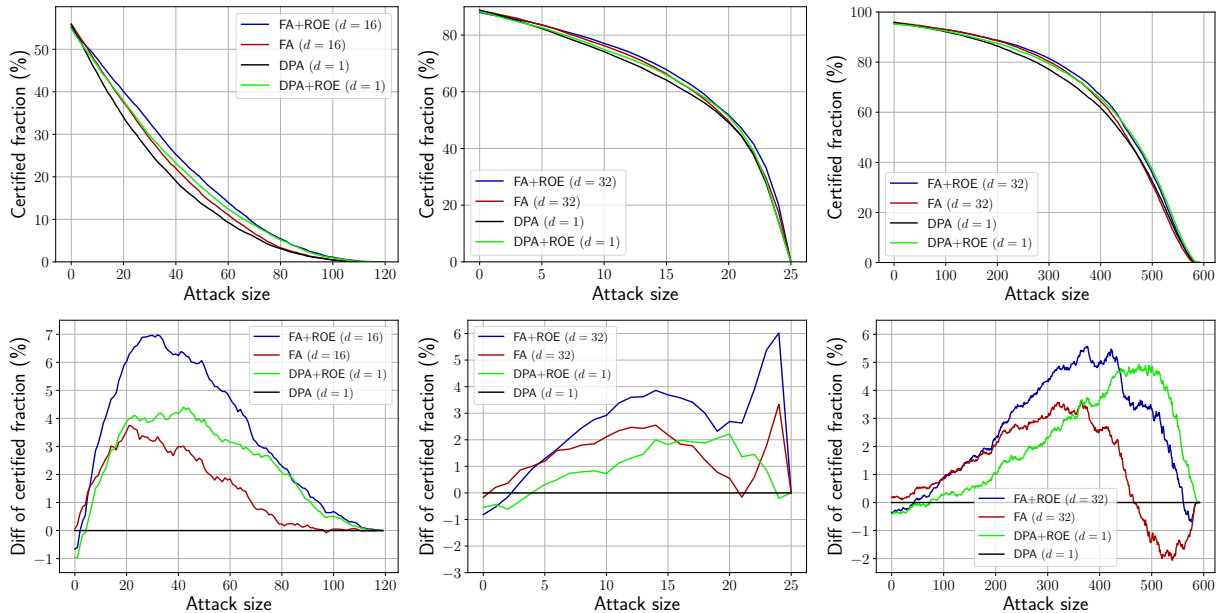 Certified fraction (%)
50
40
30
20
10
0
0 20 40 60 80 100 120
Attack size
FA+ROE (d = 16)
FA (d = 16)
DPA (d = 1)
DPA+ROE (d = 1)
Certified fraction (%)
80
60
40
20
0
0 5 10 15 20 25
Attack size
FA+ROE (d = 32)
FA (d = 32)
DPA (d = 1)
DPA+ROE (d = 1)
Certified fraction (%)
100
80
60
40
20
0
0 100 200 300 400 500 600
Attack size
FA+ROE (d = 32)
FA (d = 32)
DPA (d = 1)
DPA+ROE (d = 1)
Diff of certified fraction (%)
7
6
5
4
3
2
1
0
−1
0 20 40 60 80 100 120
Attack size
FA+ROE (d = 16)
FA (d = 16)
DPA+ROE (d = 1)
DPA (d = 1)
Diff of certified fraction (%)
6
5
4
3
2
1
0
−1
−2
−3
0 5 10 15 20 25
Attack size
FA+ROE (d = 32)
FA (d = 32)
DPA+ROE (d = 1)
DPA (d = 1)
Diff of certified fraction (%)
6
5
4
3
2
1
0
−1
−2
0 100 200 300 400 500 600
Attack size
FA+ROE (d = 32)
FA (d = 32)
DPA+ROE (d = 1)
DPA (d = 1)